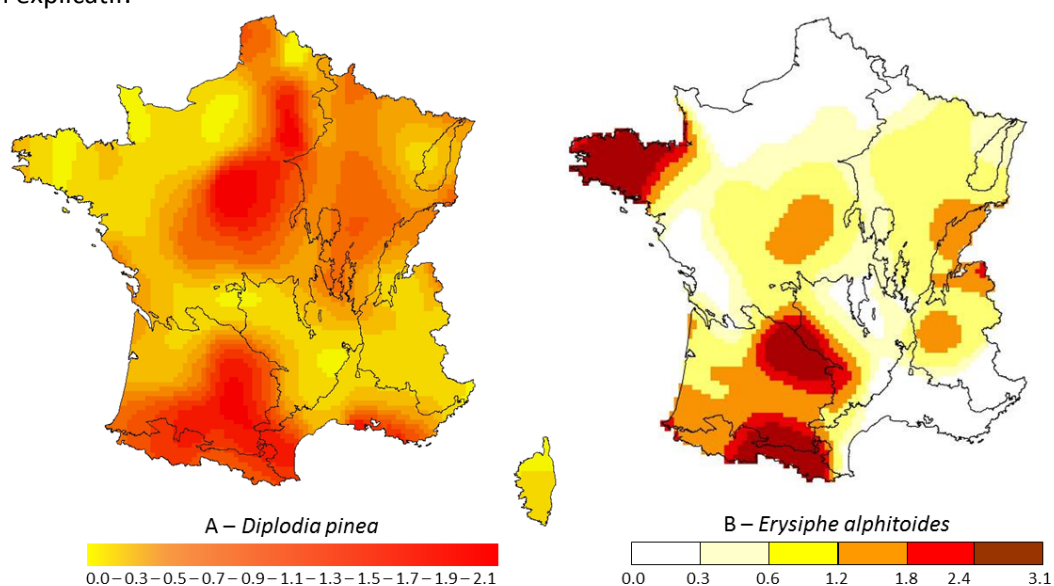 explicatif.
A – Diplodia pinea
B – Erysiphe alphitoides
0.0 – 0.3 – 0.5 – 0.7 – 0.9 – 1.1 – 1.3 – 1.5 – 1.7 – 1.9 – 2.1
0.0 0.3 0.6 1.2 1.8 2.4 3.1